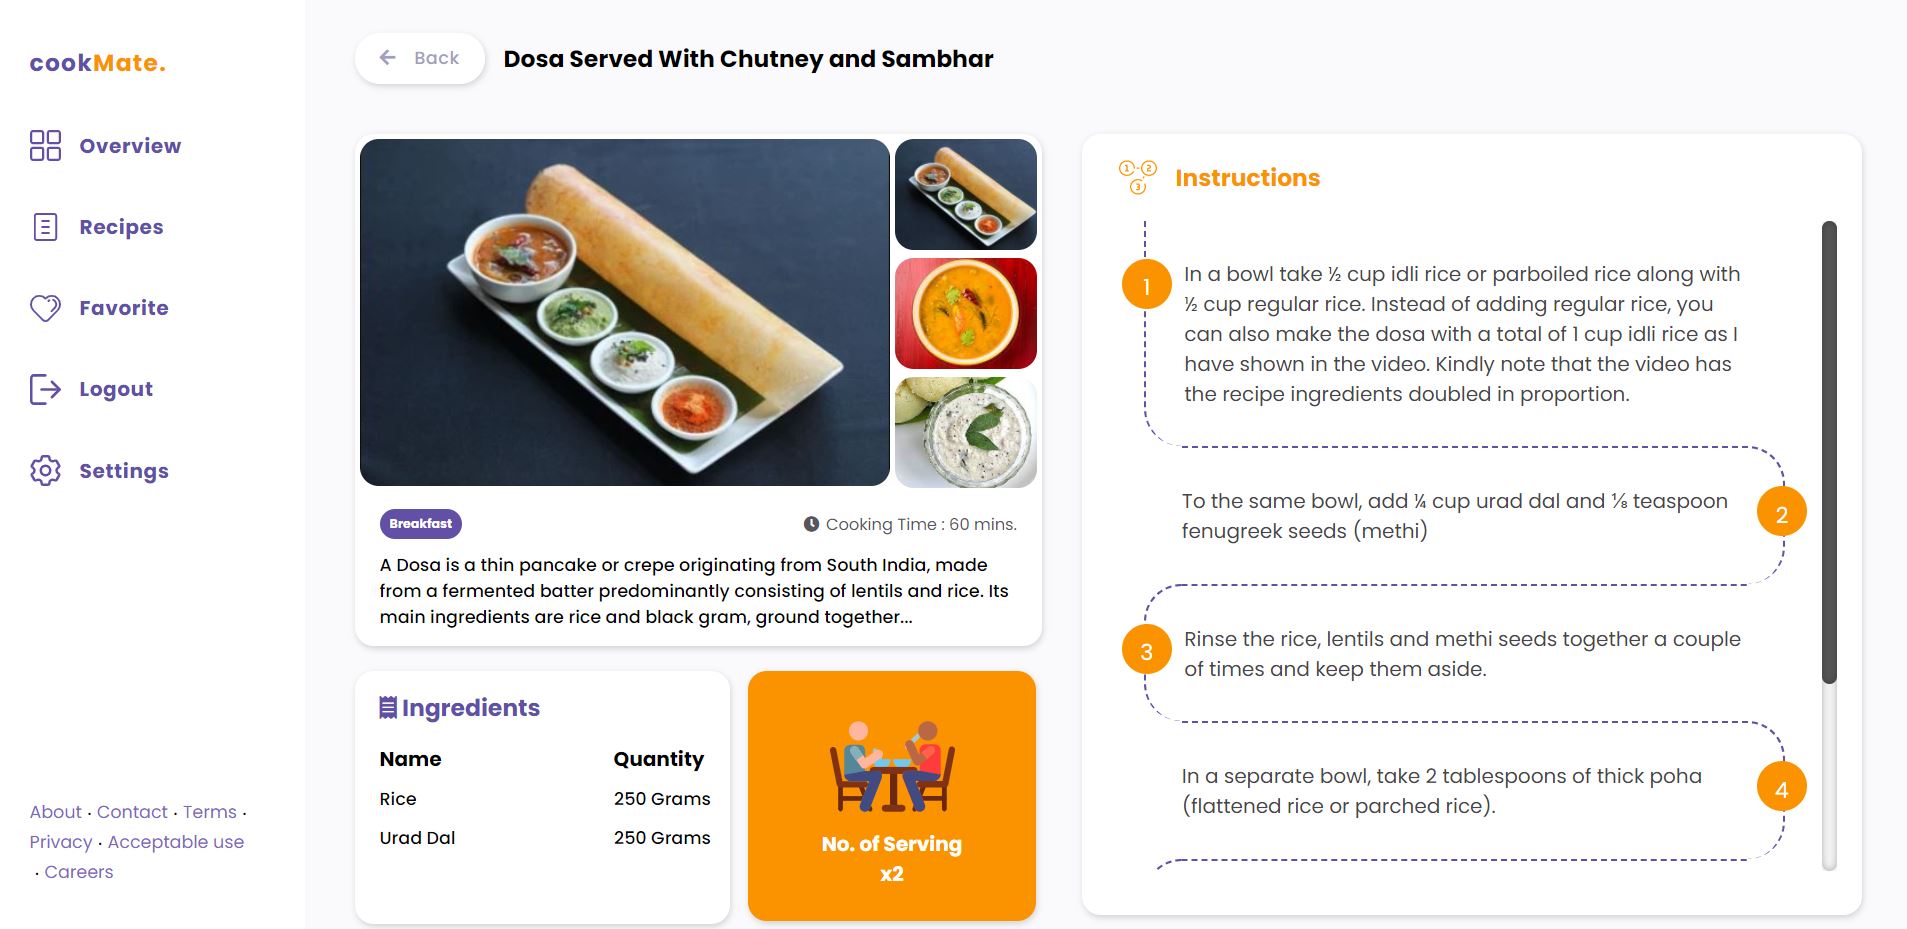 cookMate.
Overview
Recipes
Favorite
Logout
Settings
About · Contact · Terms ·
Privacy · Acceptable use
· Careers
Back
Dosa Served With Chutney and Sambhar
Breakfast
Cooking Time : 60 mins.
A Dosa is a thin pancake or crepe originating from South India, made
from a fermented batter predominantly consisting of lentils and rice. Its
main ingredients are rice and black gram, ground together...
Ingredients
Name Quantity
Rice 250 Grams
Urad Dal 250 Grams
No. of Serving
x2
1 2
3
Instructions
1
In a bowl take ½ cup idli rice or parboiled rice along with
½ cup regular rice. Instead of adding regular rice, you
can also make the dosa with a total of 1 cup idli rice as I
have shown in the video. Kindly note that the video has
the recipe ingredients doubled in proportion.
To the same bowl, add ¼ cup urad dal and ⅛ teaspoon
fenugreek seeds (methi)
2
3
Rinse the rice, lentils and methi seeds together a couple
of times and keep them aside.
In a separate bowl, take 2 tablespoons of thick poha
(flattened rice or parched rice).
4